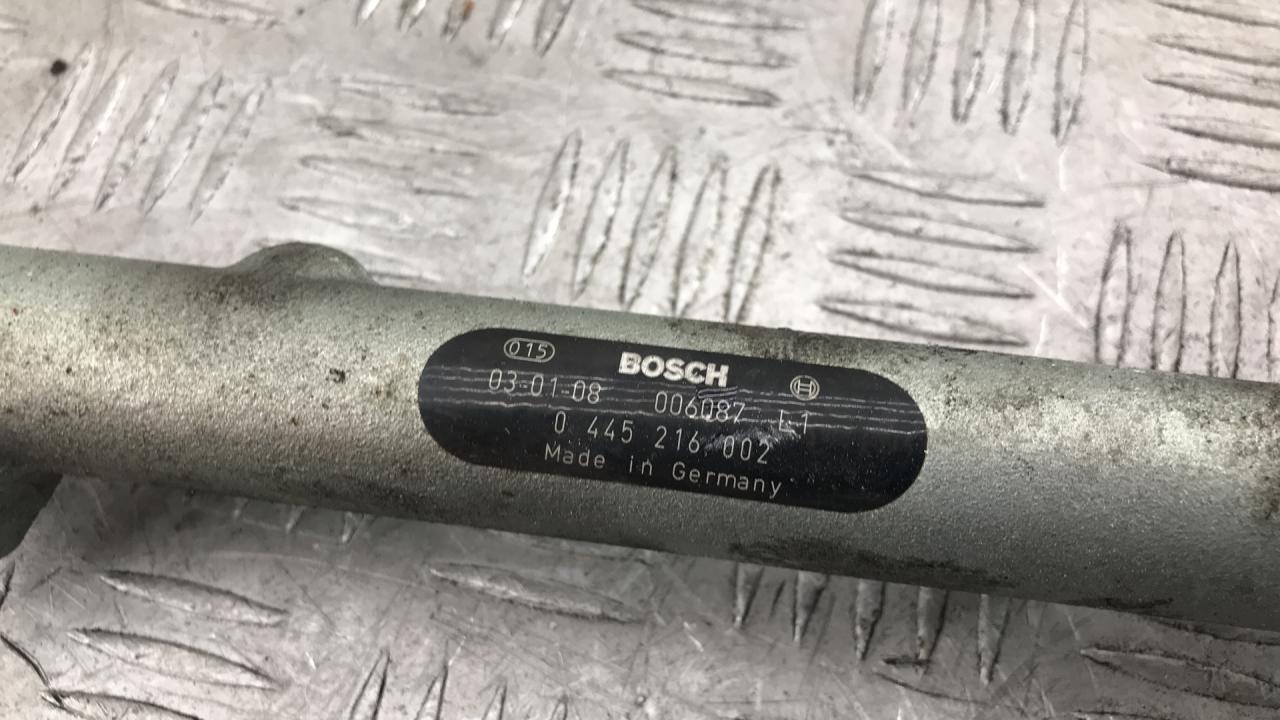 015 BOSCH
03-01-08 006087 L1
0 445 216 002
Made in Germany